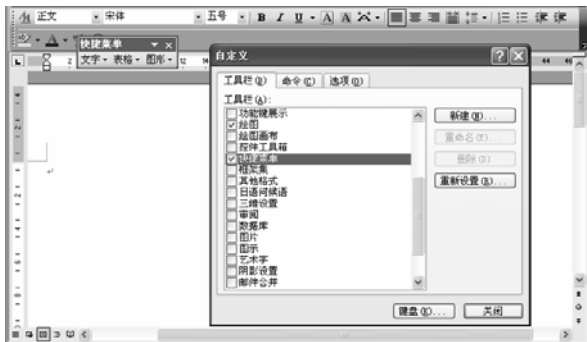 正文 宋体 五号 B I U A A
快捷菜单
文字 表格 图形
自定义
工具栏(B) 命令(C) 选项(O)
工具栏(A):
功能键展示
绘图
绘图画布
控件工具箱
快捷菜单
框架集
其他格式
日语问候语
三维设置
审阅
数据库
图片
图示
艺术字
阴影设置
邮件合并
新建(N)...
重命名(E)...
删除(D)
重新设置(R)...
键盘(K)... 关闭